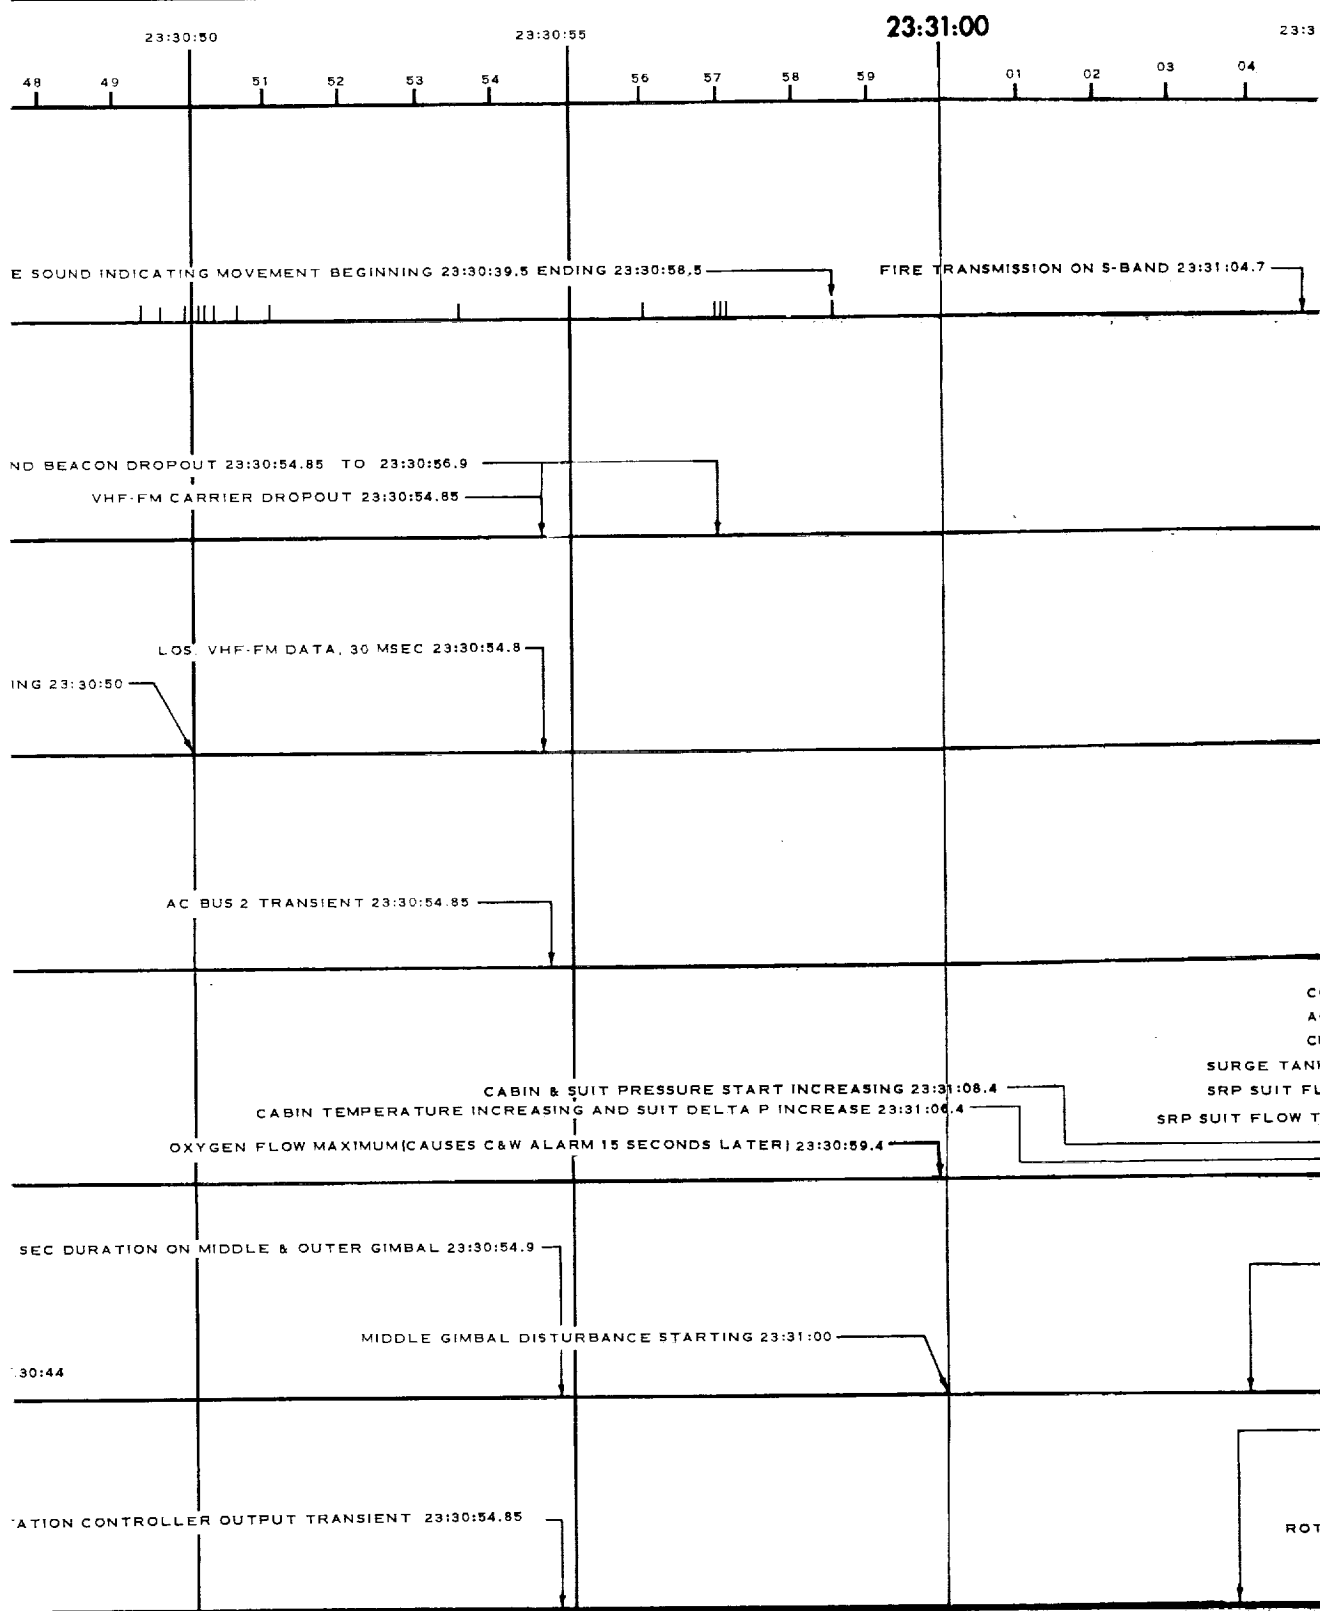 23:30:50 23:30:55 23:31:00 23:3
48 49 51 52 53 54 56 57 58 59 01 02 03 04
E SOUND INDICATING MOVEMENT BEGINNING 23:30:39.5 ENDING 23:30:58.5
FIRE TRANSMISSION ON S-BAND 23:31:04.7
ND BEACON DROPOUT 23:30:54.85 TO 23:30:56.9
VHF-FM CARRIER DROPOUT 23:30:54.85
LOS. VHF-FM DATA, 30 MSEC 23:30:54.8
ING 23:30:50
AC BUS 2 TRANSIENT 23:30:54.85
C
A
C
SURGE TANK
CABIN & SUIT PRESSURE START INCREASING 23:31:08.4
SRP SUIT FL
CABIN TEMPERATURE INCREASING AND SUIT DELTA P INCREASE 23:31:06.4
SRP SUIT FLOW T
OXYGEN FLOW MAXIMUM (CAUSES C&W ALARM 15 SECONDS LATER) 23:30:59.4
SEC DURATION ON MIDDLE & OUTER GIMBAL 23:30:54.9
MIDDLE GIMBAL DISTURBANCE STARTING 23:31:00
:30:44
ATION CONTROLLER OUTPUT TRANSIENT 23:30:54.85
ROT